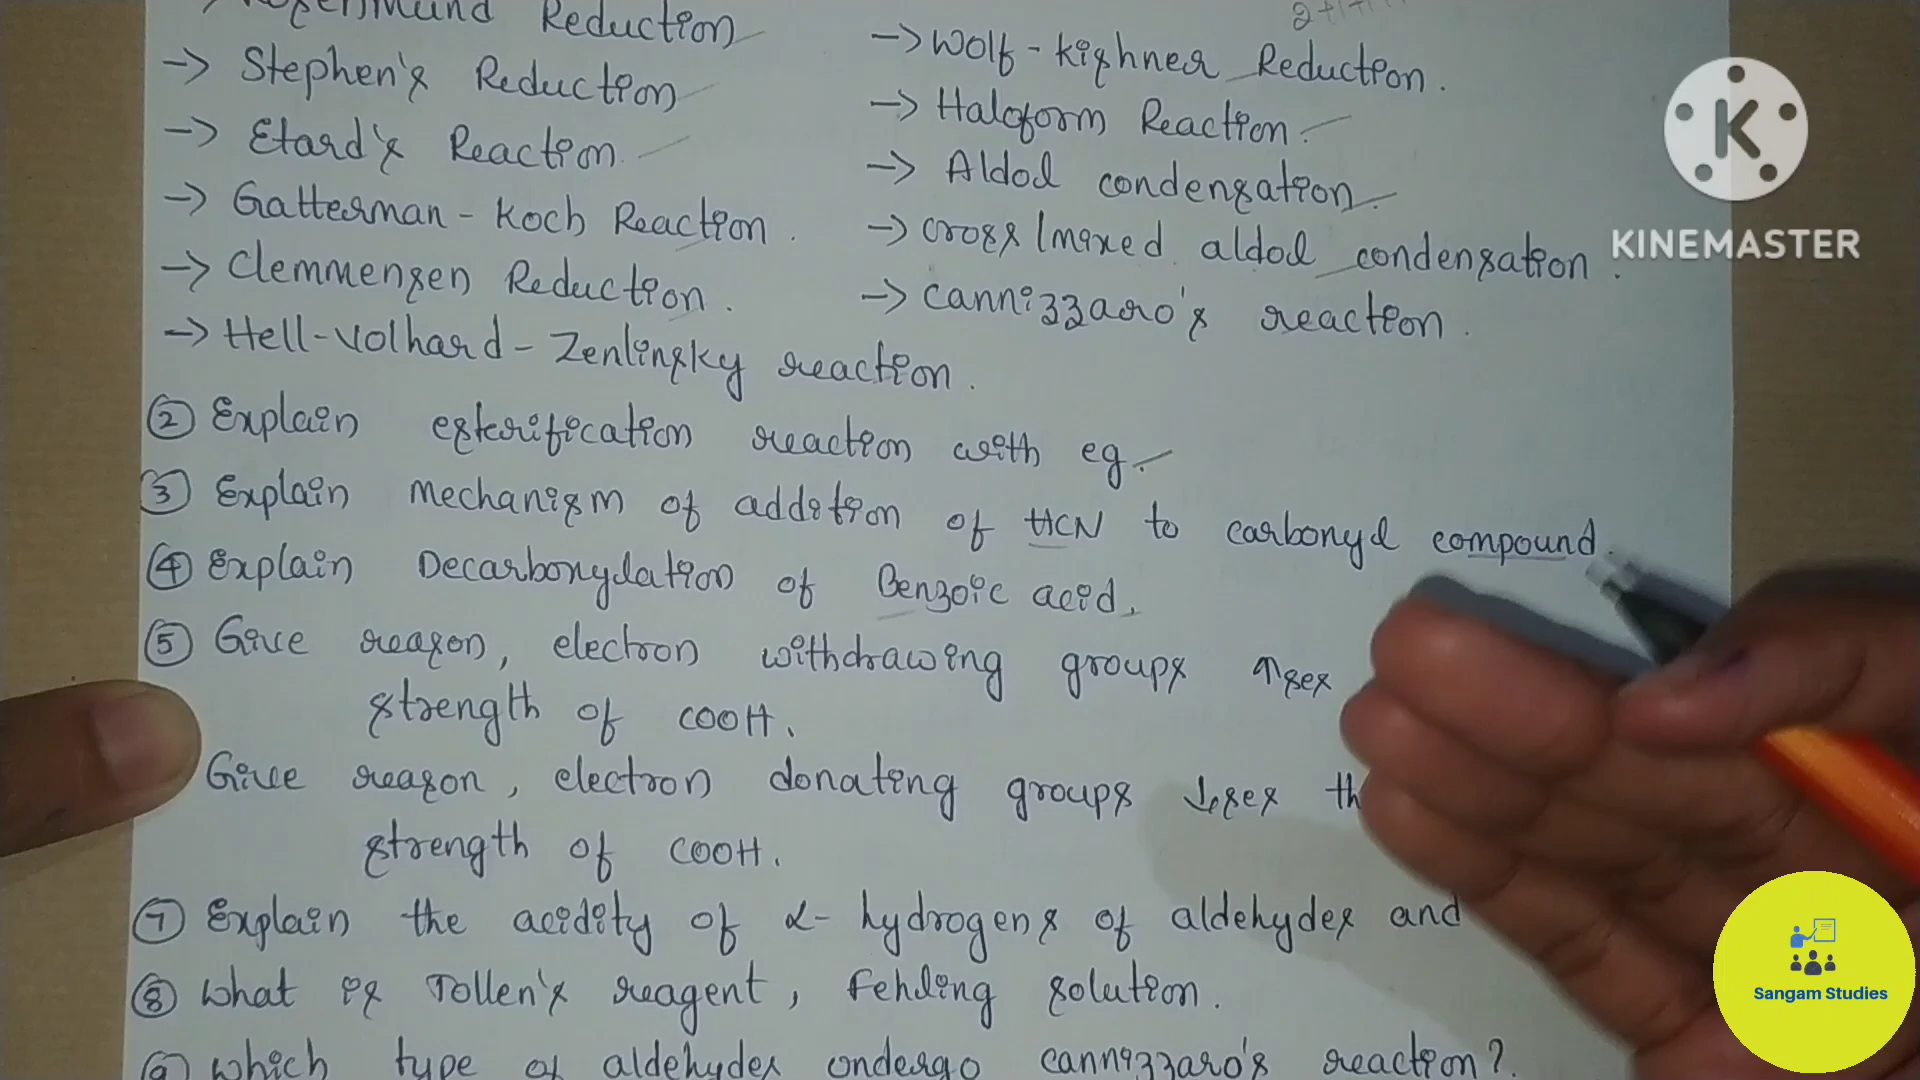 Rosenmund Reduction
→ Stephen's Reduction
→ Etard's Reaction
→ Gatterman - Koch Reaction.
→ Clemmensen Reduction.
→ Hell-Volhard-Zenlinsky reaction.
→ Wolf-kishner Reduction.
→ Haloform Reaction.
→ Aldol condensation.
→ cross/mixed aldol condensation.
→ cannizzaro's reaction.
② Explain esterification reaction with eg.
③ Explain Mechanism of addition of HCN to carbonyl compound.
④ Explain Decarbonylation of Benzoic acid.
⑤ Give reason, electron withdrawing groups ↑ses
strength of COOH.
Give reason, electron donating groups ↓ses
strength of COOH.
⑦ Explain the acidity of α- hydrogens of aldehydes and
⑧ What is Tollen's reagent, Fehling solution.
⑨ Which type of aldehydes undergo cannizzaro's reaction?
KINEMASTER
Sangam Studies